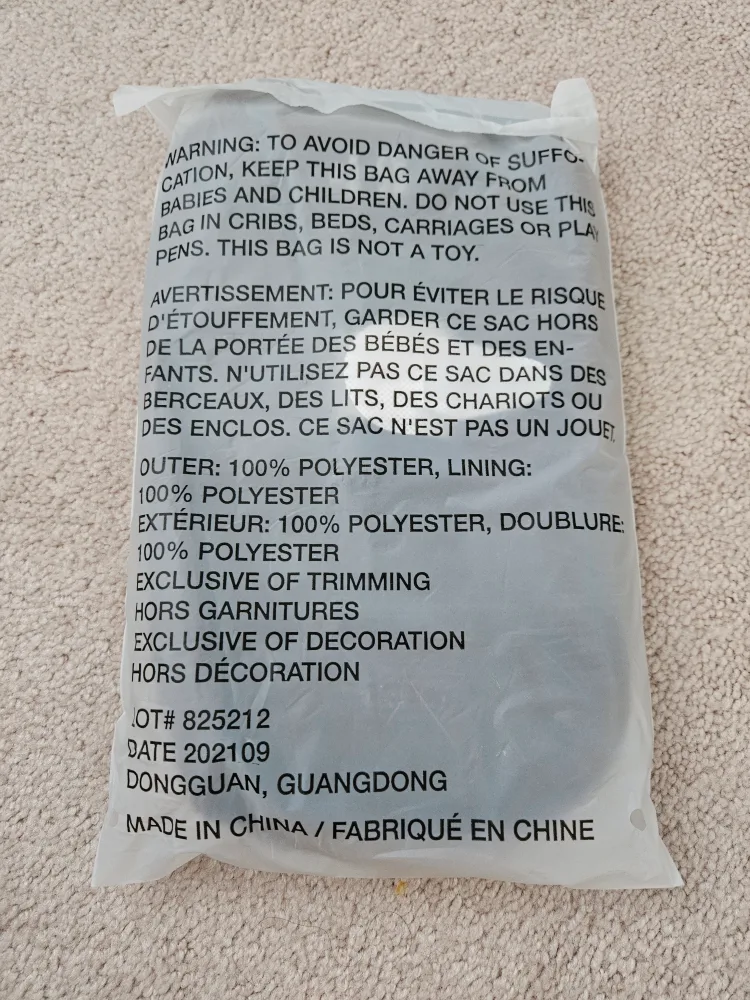 WARNING: TO AVOID DANGER OF SUFFO-
CATION, KEEP THIS BAG AWAY FROM
BABIES AND CHILDREN. DO NOT USE THIS
BAG IN CRIBS, BEDS, CARRIAGES OR PLAY
PENS. THIS BAG IS NOT A TOY.
AVERTISSEMENT: POUR ÉVITER LE RISQUE
D'ÉTOUFFEMENT, GARDER CE SAC HORS
DE LA PORTÉE DES BÉBÉS ET DES EN-
FANTS. N'UTILISEZ PAS CE SAC DANS DES
BERCEAUX, DES LITS, DES CHARIOTS OU
DES ENCLOS. CE SAC N'EST PAS UN JOUET.
OUTER: 100% POLYESTER, LINING:
100% POLYESTER
EXTÉRIEUR: 100% POLYESTER, DOUBLURE:
100% POLYESTER
EXCLUSIVE OF TRIMMING
HORS GARNITURES
EXCLUSIVE OF DECORATION
HORS DÉCORATION
LOT# 825212
DATE 202109
DONGGUAN, GUANGDONG
MADE IN CHINA / FABRIQUÉ EN CHINE